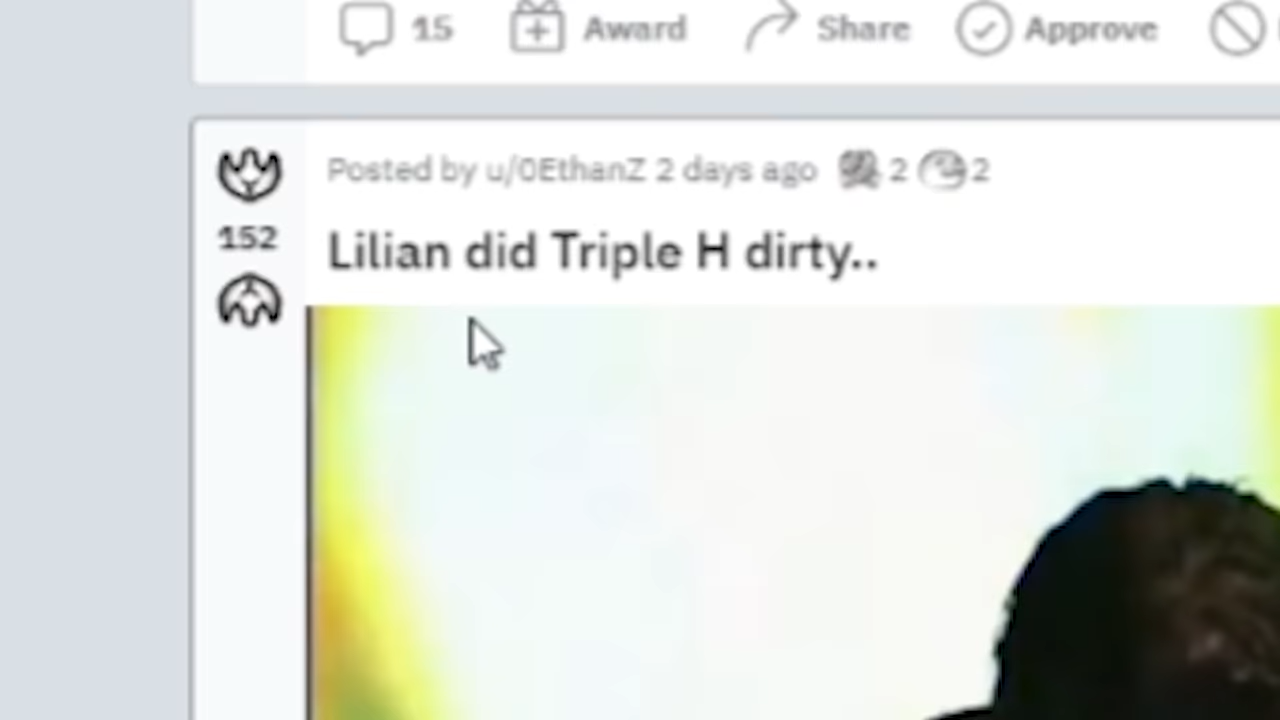 15 Award Share Approve
Posted by u/0EthanZ 2 days ago 2 2
152
Lilian did Triple H dirty..